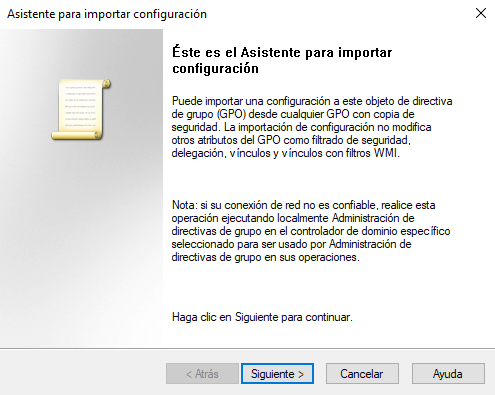 Asistente para importar configuración
Éste es el Asistente para importar
configuración
Puede importar una configuración a este objeto de directiva
de grupo (GPO) desde cualquier GPO con copia de
seguridad. La importación de configuración no modifica
otros atributos del GPO como filtrado de seguridad,
delegación, vínculos y vínculos con filtros WMI.
Nota: si su conexión de red no es confiable, realice esta
operación ejecutando localmente Administración de
directivas de grupo en el controlador de dominio específico
seleccionado para ser usado por Administración de
directivas de grupo en sus operaciones.
Haga clic en Siguiente para continuar.
< Atrás
Siguiente >
Cancelar
Ayuda